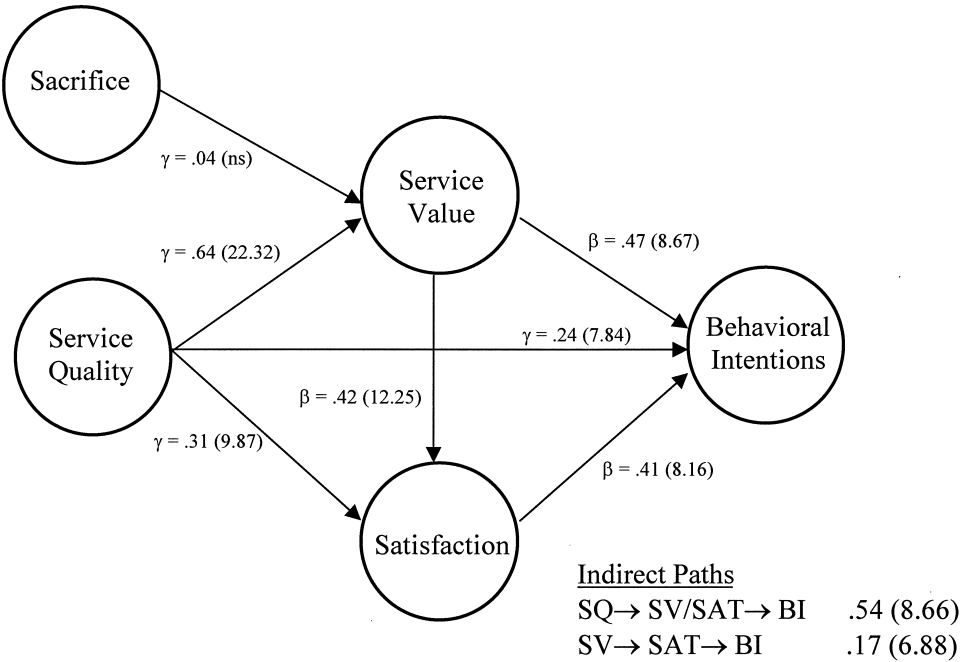 Sacrifice
γ = .04 (ns)
Service
Value
γ = .64 (22.32)
β = .47 (8.67)
Service
Quality
γ = .24 (7.84)
Behavioral
Intentions
β = .42 (12.25)
γ = .31 (9.87)
β = .41 (8.16)
Satisfaction
Indirect Paths
SQ→ SV/SAT→ BI .54 (8.66)
SV→ SAT→ BI .17 (6.88)